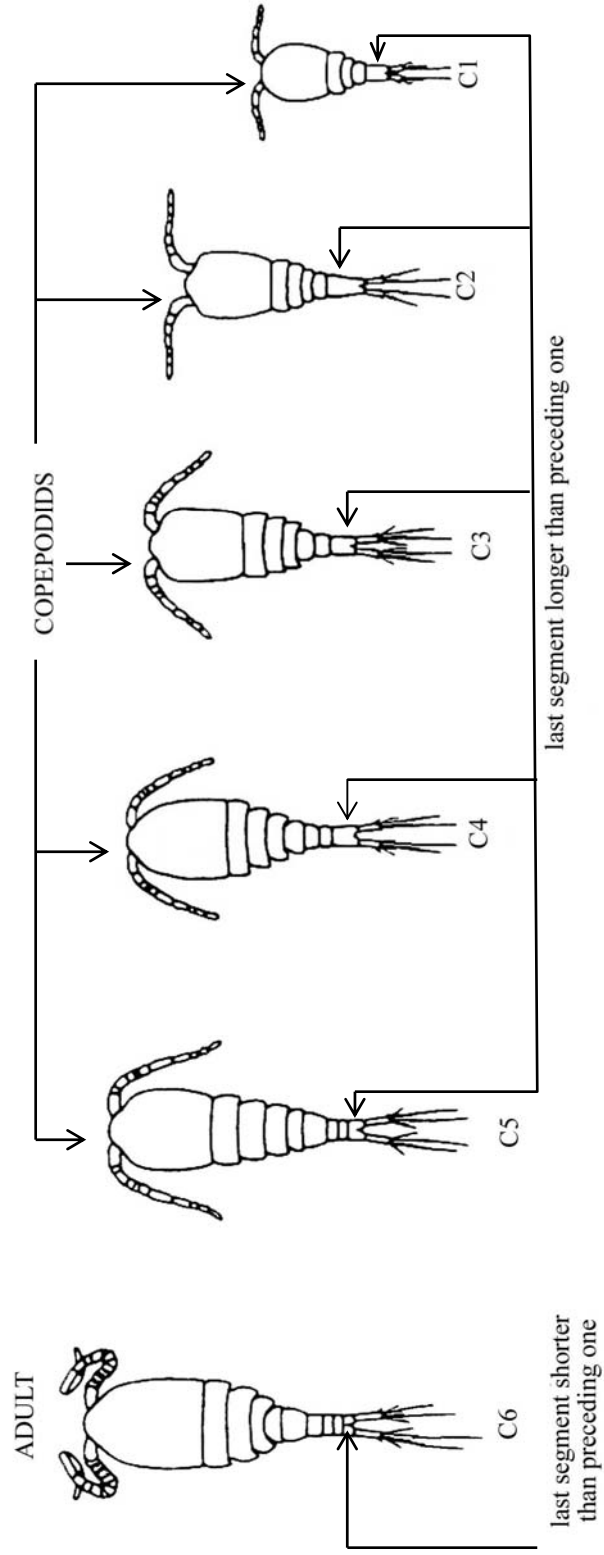 ADULT
COPEPODIDS
C6
C5
C4
C3
C2
C1
last segment shorter
than preceding one
last segment longer than preceding one